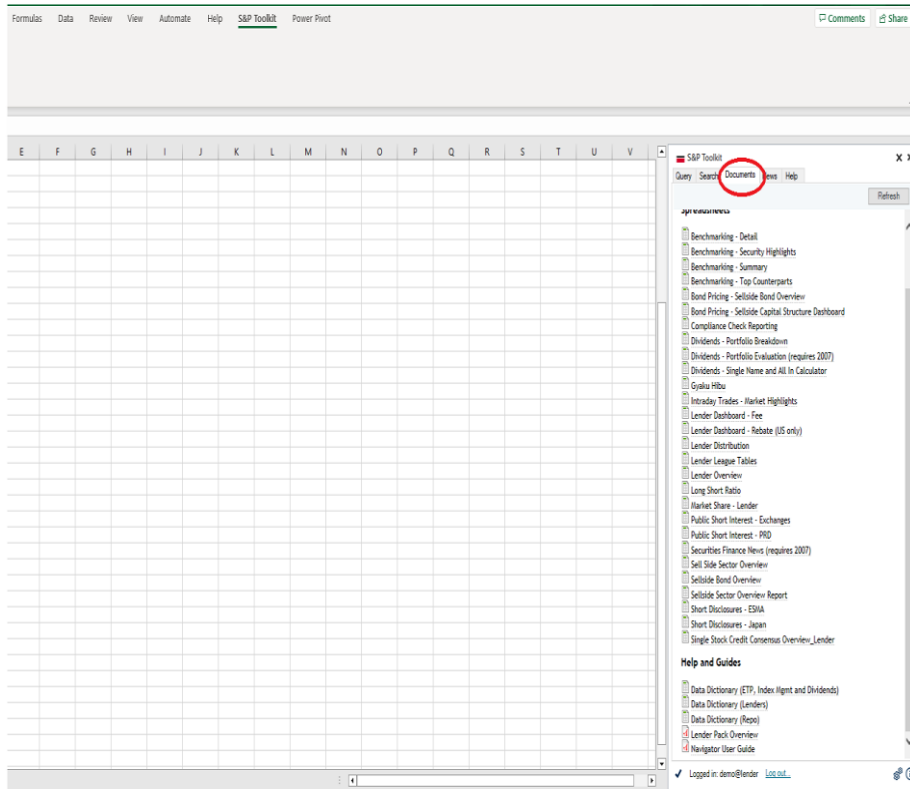 Formulas Data Review View Automate Help S&P Toolkit Power Pivot Comments Share
E F G H I J K L M N O P Q R S T U V
S&P Toolkit X
Query Search Documents News Help
Refresh
Spreadsheets
Benchmarking - Detail
Benchmarking - Security Highlights
Benchmarking - Summary
Benchmarking - Top Counterparts
Bond Pricing - Sellside Bond Overview
Bond Pricing - Sellside Capital Structure Dashboard
Compliance Check Reporting
Dividends - Portfolio Breakdown
Dividends - Portfolio Evaluation (requires 2007)
Dividends - Single Name and All In Calculator
Gyaku Hibu
Intraday Trades - Market Highlights
Lender Dashboard - Fee
Lender Dashboard - Rebate (US only)
Lender Distribution
Lender League Tables
Lender Overview
Long Short Ratio
Market Share - Lender
Public Short Interest - Exchanges
Public Short Interest - PRD
Securities Finance News (requires 2007)
Sell Side Sector Overview
Sellside Bond Overview
Sellside Sector Overview Report
Short Disclosures - ESMA
Short Disclosures - Japan
Single Stock Credit Consensus Overview_Lender
Help and Guides
Data Dictionary (ETP, Index Mgmt and Dividends)
Data Dictionary (Lenders)
Data Dictionary (Repo)
Lender Pack Overview
Navigator User Guide
Logged in: demo@lender Log out...